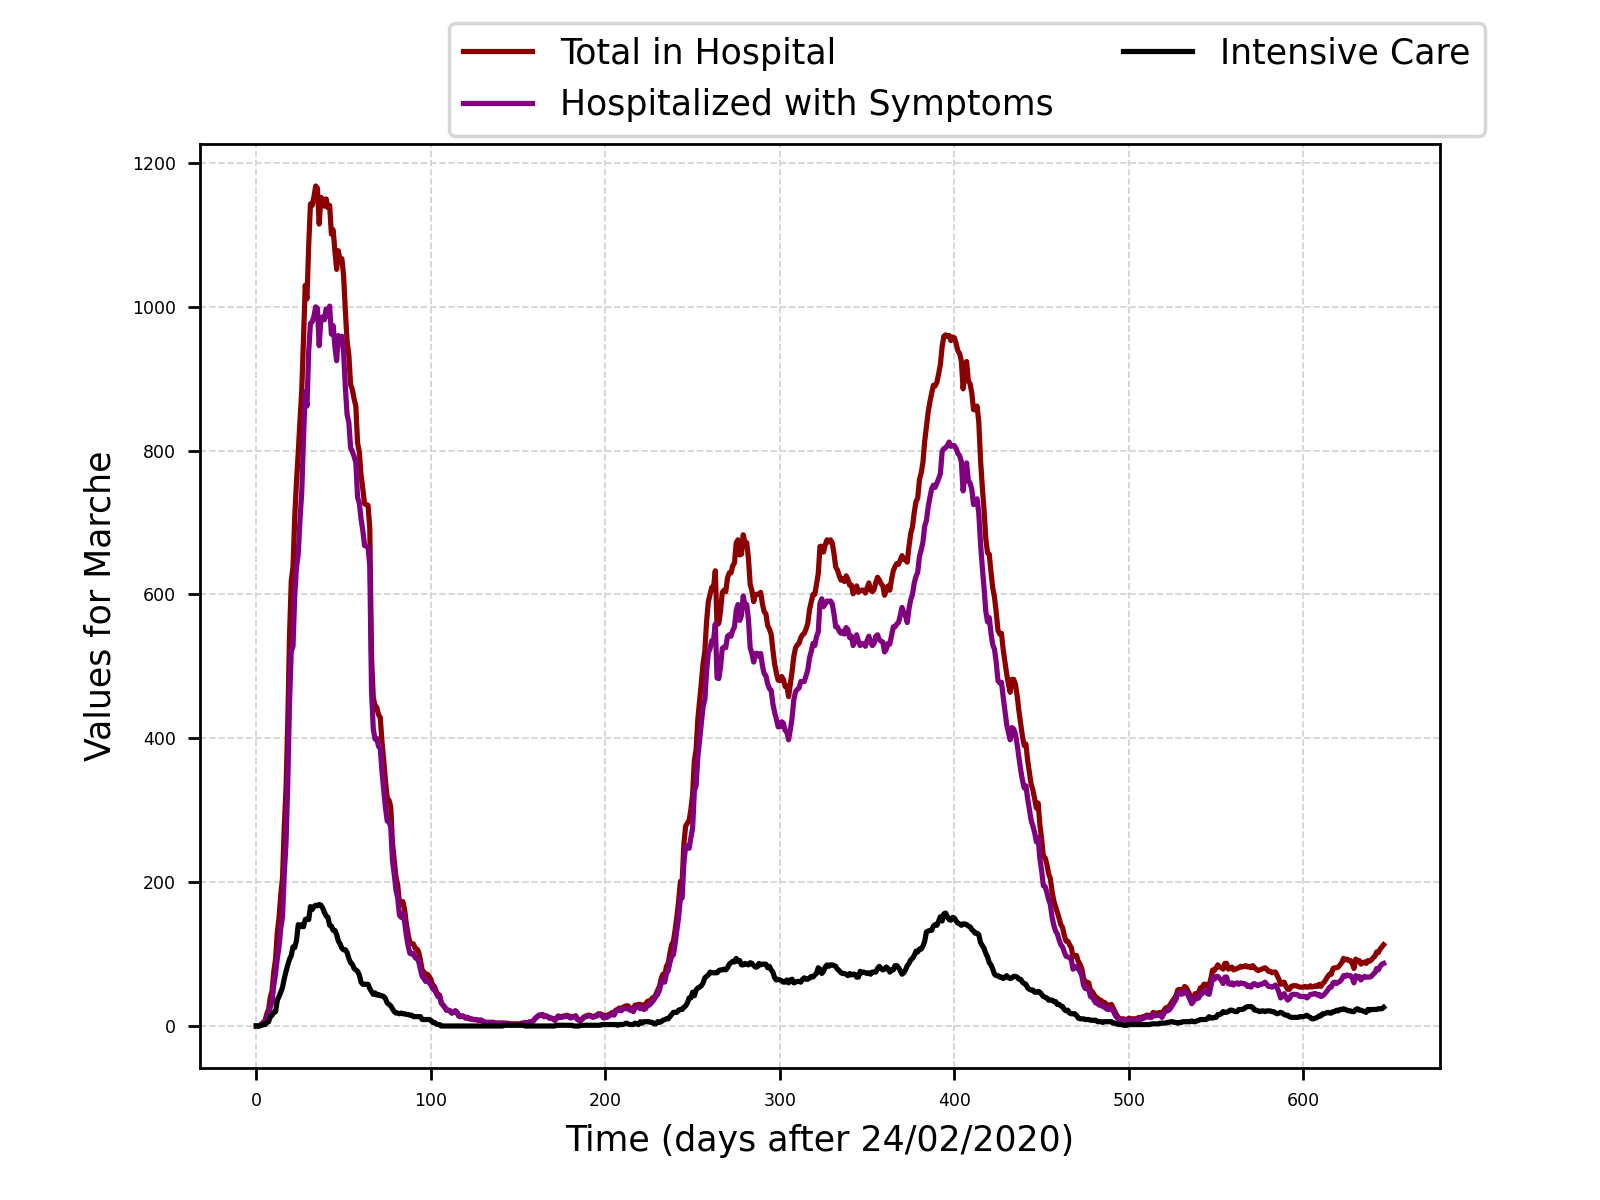 Total in Hospital
Hospitalized with Symptoms
Intensive Care
Values for Marche
1200
1000
800
600
400
200
0
0 100 200 300 400 500 600
Time (days after 24/02/2020)